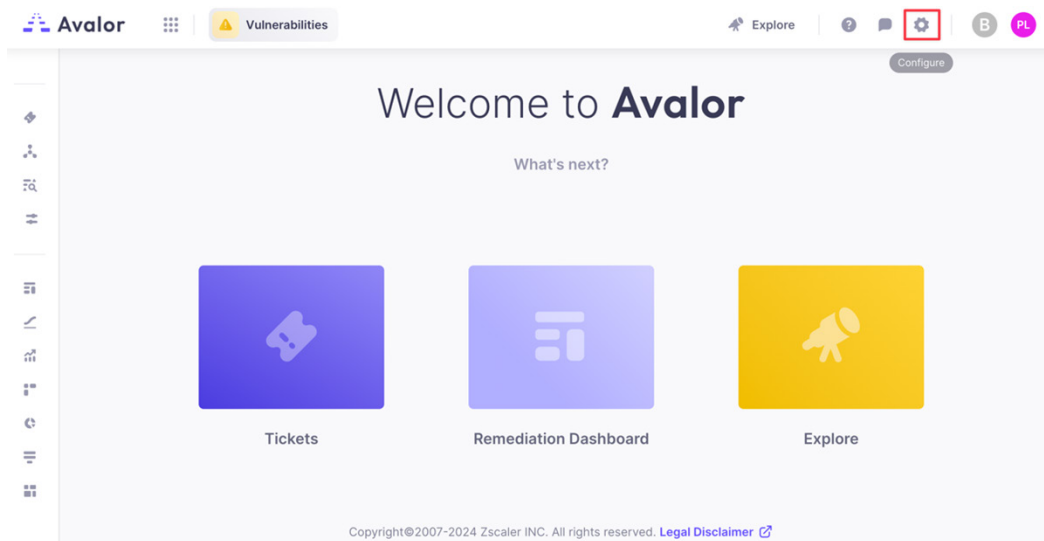 Avalor
Vulnerabilities
Explore
B
PL
Configure
Welcome to Avalor
What's next?
Tickets
Remediation Dashboard
Explore
Copyright©2007-2024 Zscaler INC. All rights reserved. Legal Disclaimer